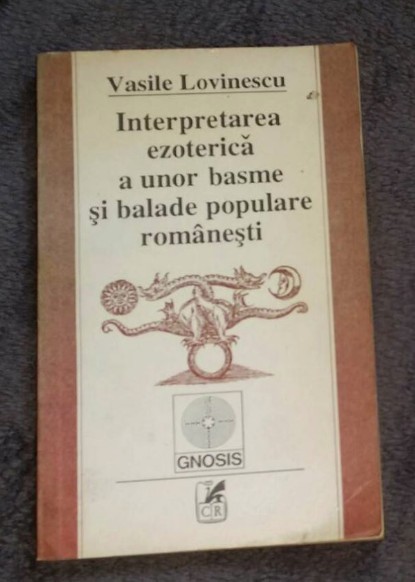 Vasile Lovinescu
Interpretarea
ezoterică
a unor basme
şi balade populare
româneşti
GNOSIS
CR